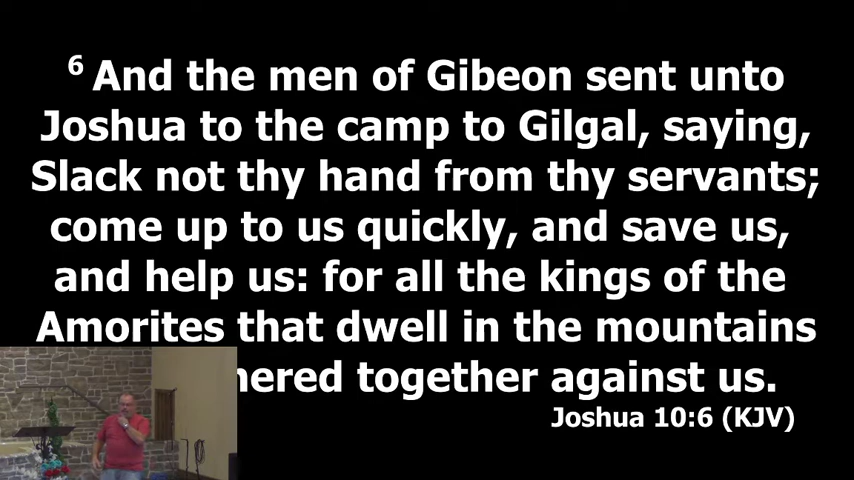 6 And the men of Gibeon sent unto
Joshua to the camp to Gilgal, saying,
Slack not thy hand from thy servants;
come up to us quickly, and save us,
and help us: for all the kings of the
Amorites that dwell in the mountains
hered together against us.
Joshua 10:6 (KJV)